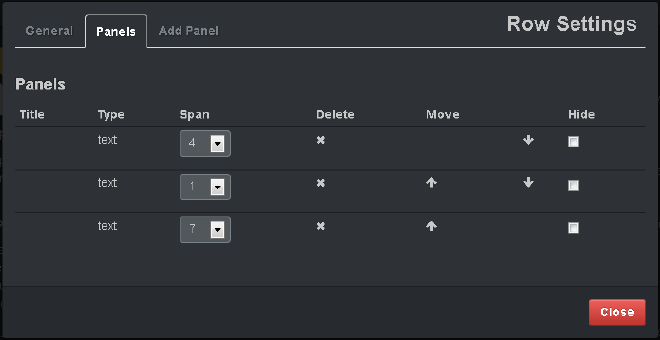 General Panels Add Panel Row Settings
Panels
Title Type Span Delete Move Hide
text 4
text 1
text 7
Close